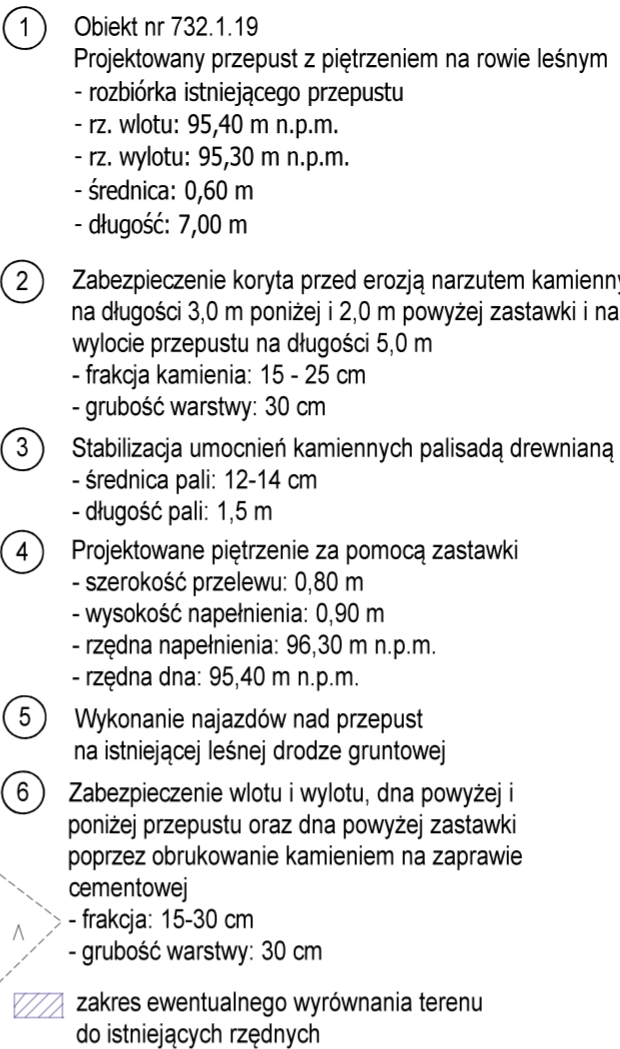 1 Obiekt nr 732.1.19
Projektowany przepust z piętrzeniem na rowie leśnym
- rozbiórka istniejącego przepustu
- rz. wlotu: 95,40 m n.p.m.
- rz. wylotu: 95,30 m n.p.m.
- średnica: 0,60 m
- długość: 7,00 m
2 Zabezpieczenie koryta przed erozją narzutem kamienny
na długości 3,0 m poniżej i 2,0 m powyżej zastawki i na
wylocie przepustu na długości 5,0 m
- frakcja kamienia: 15 - 25 cm
- grubość warstwy: 30 cm
3 Stabilizacja umocnień kamiennych palisadą drewnianą
- średnica pali: 12-14 cm
- długość pali: 1,5 m
4 Projektowane piętrzenie za pomocą zastawki
- szerokość przelewu: 0,80 m
- wysokość napełnienia: 0,90 m
- rzędna napełnienia: 96,30 m n.p.m.
- rzędna dna: 95,40 m n.p.m.
5 Wykonanie najazdów nad przepust
na istniejącej leśnej drodze gruntowej
6 Zabezpieczenie wlotu i wylotu, dna powyżej i
poniżej przepustu oraz dna powyżej zastawki
poprzez obrukowanie kamieniem na zaprawie
cementowej
- frakcja: 15-30 cm
- grubość warstwy: 30 cm
zakres ewentualnego wyrównania terenu
do istniejących rzędnych